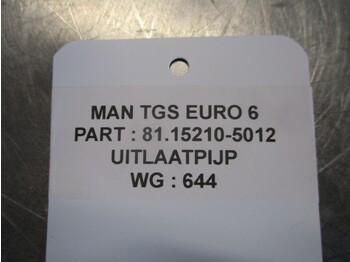 MAN TGS EURO 6
PART : 81.15210-5012
UITLAATPIJP
WG : 644